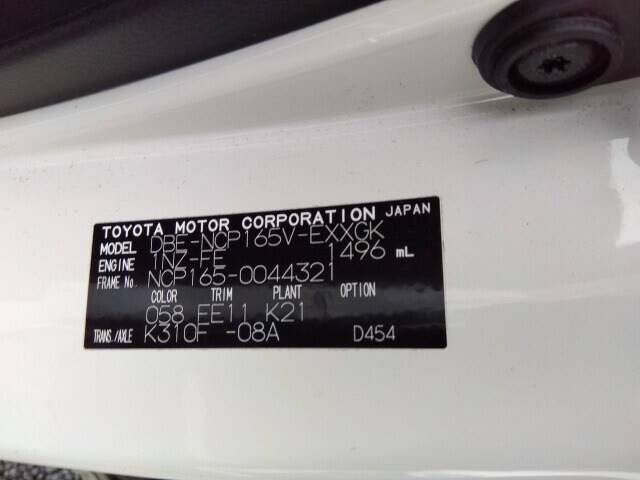 TOYOTA MOTOR CORPORATION JAPAN
MODEL DBE-NCP165V-EXXGK
ENGINE 1NZ-FE 1496 mL
FRAME No. NCP165-0044321
COLOR TRIM PLANT OPTION
058 EE11 K21
TRANS./AXLE K310F -08A D454